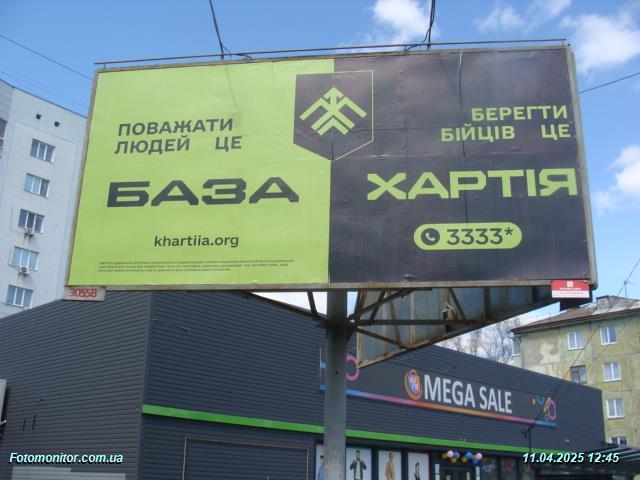 ПОВАЖАТИ
ЛЮДЕЙ ЦЕ
БАЗА
khartiia.org
БЕРЕГТИ
БІЙЦІВ ЦЕ
ХАРТІЯ
3333*
3055B
MEGA SALE
Fotomonitor.com.ua
11.04.2025 12:45